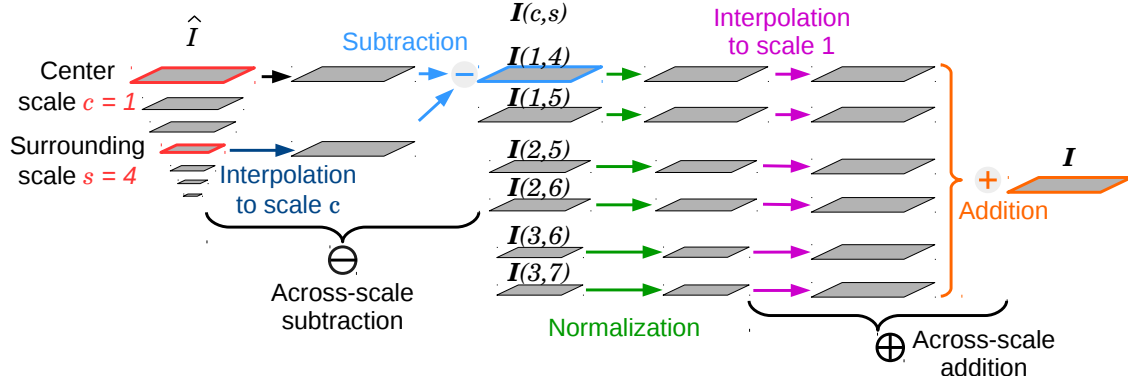 Î
Center
scale c = 1
Surrounding
scale s = 4
Interpolation
to scale c
⊖
Across-scale
subtraction
Subtraction
−
I(c,s)
I(1,4)
I(1,5)
I(2,5)
I(2,6)
I(3,6)
I(3,7)
Normalization
Interpolation
to scale 1
+
Addition
I
⊕
Across-scale
addition